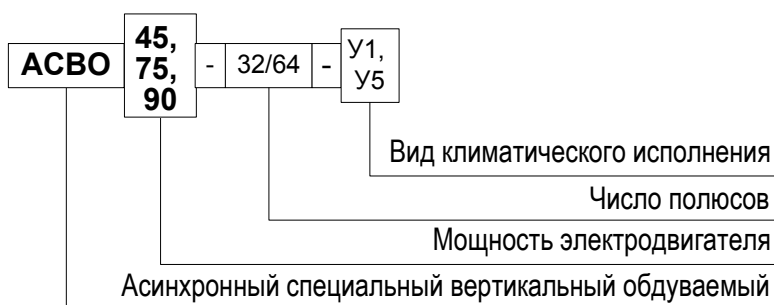 АСВО 45, 75, 90 - 32/64 - У1, У5
Вид климатического исполнения
Число полюсов
Мощность электродвигателя
Асинхронный специальный вертикальный обдуваемый